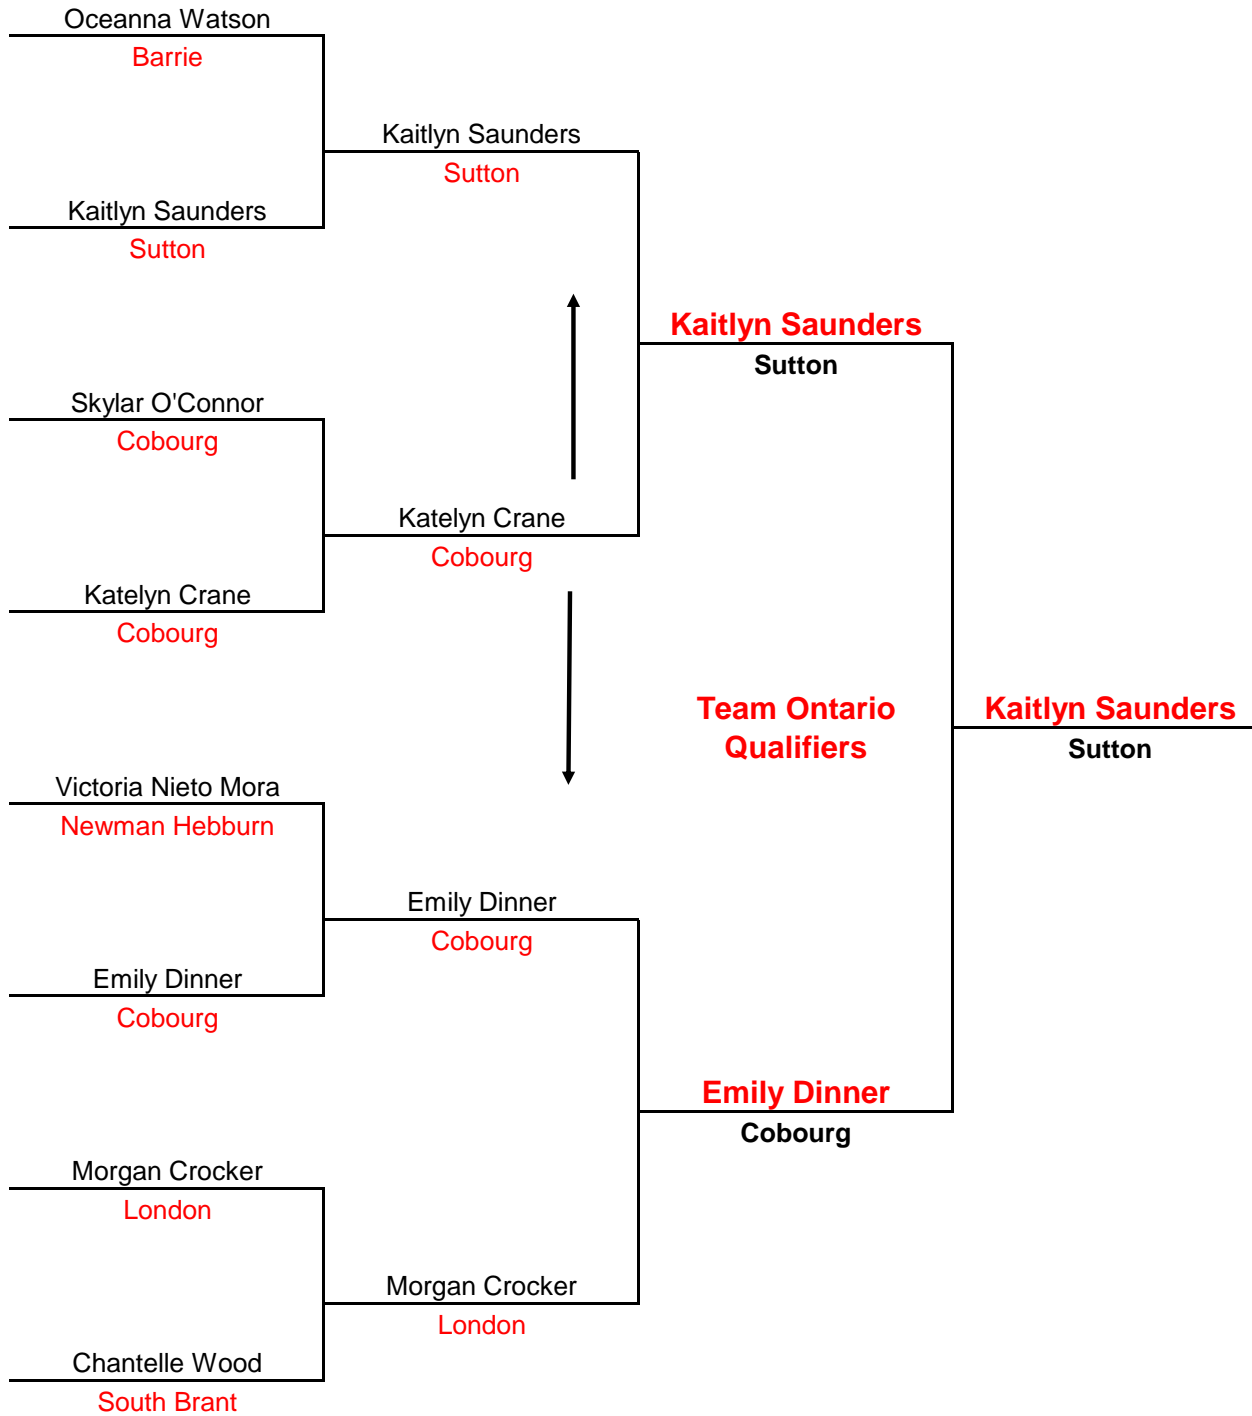 Oceanna Watson
Barrie
Kaitlyn Saunders
Sutton
Kaitlyn Saunders
Sutton
Kaitlyn Saunders
Sutton
Skylar O'Connor
Cobourg
Katelyn Crane
Cobourg
Katelyn Crane
Cobourg
Team Ontario
Qualifiers
Kaitlyn Saunders
Sutton
Victoria Nieto Mora
Newman Hebburn
Emily Dinner
Cobourg
Emily Dinner
Cobourg
Emily Dinner
Cobourg
Morgan Crocker
London
Morgan Crocker
London
Chantelle Wood
South Brant